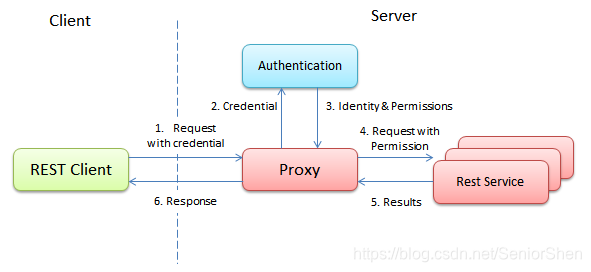 Client
Server
Authentication
2. Credential
3. Identity & Permissions
1. Request
with credential
4. Request with
Permission
REST Client
Proxy
Rest Service
6. Response
5. Results
https://blog.csdn.net/SeniorShen